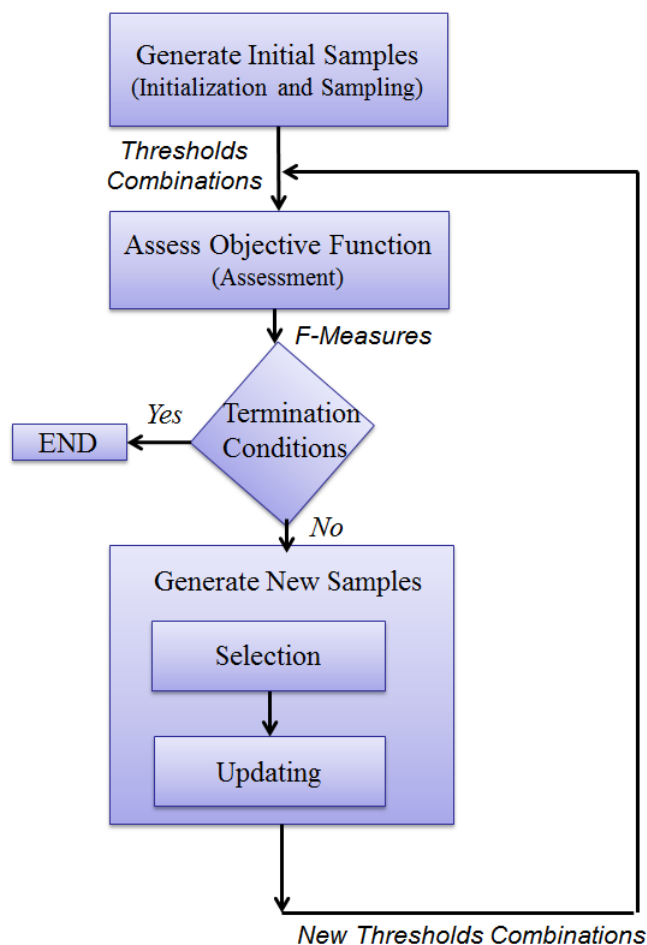 Generate Initial Samples
(Initialization and Sampling)
Thresholds
Combinations
Assess Objective Function
(Assessment)
F-Measures
Termination
Conditions
Yes
END
No
Generate New Samples
Selection
Updating
New Thresholds Combinations